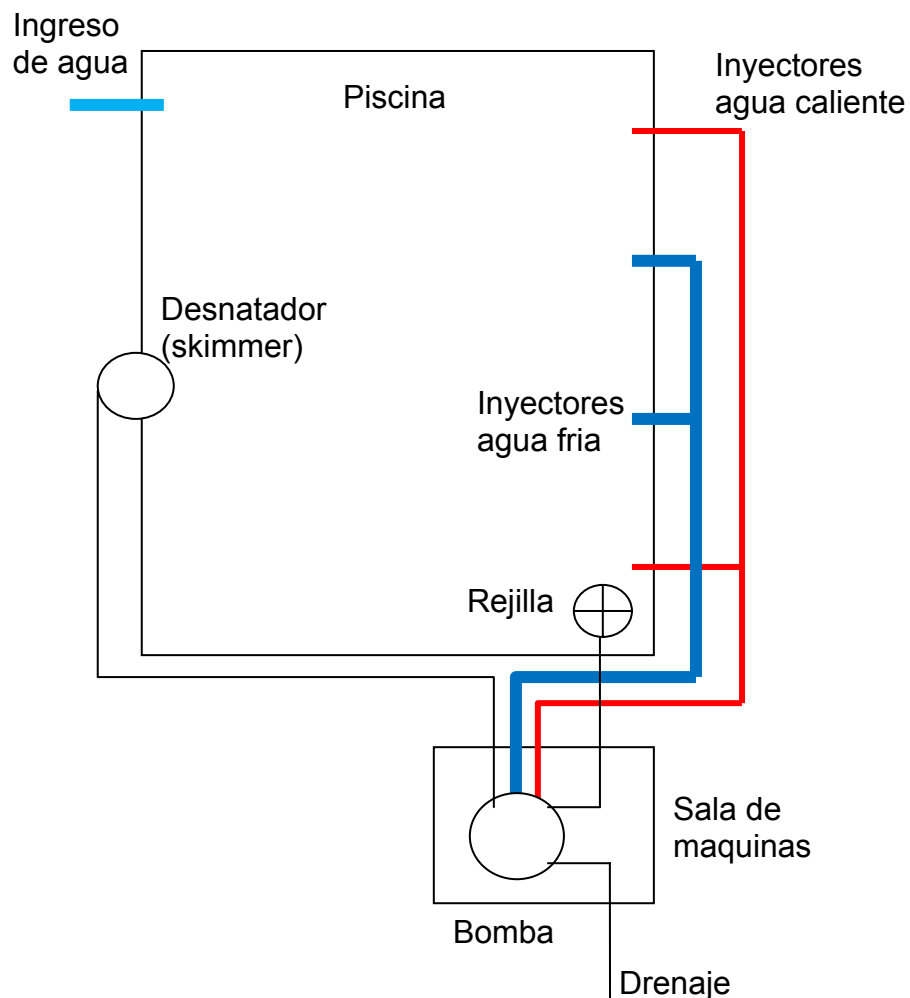 Ingreso
de agua
Piscina
Inyectores
agua caliente
Desnatador
(skimmer)
Inyectores
agua fria
Rejilla
Sala de
maquinas
Bomba
Drenaje